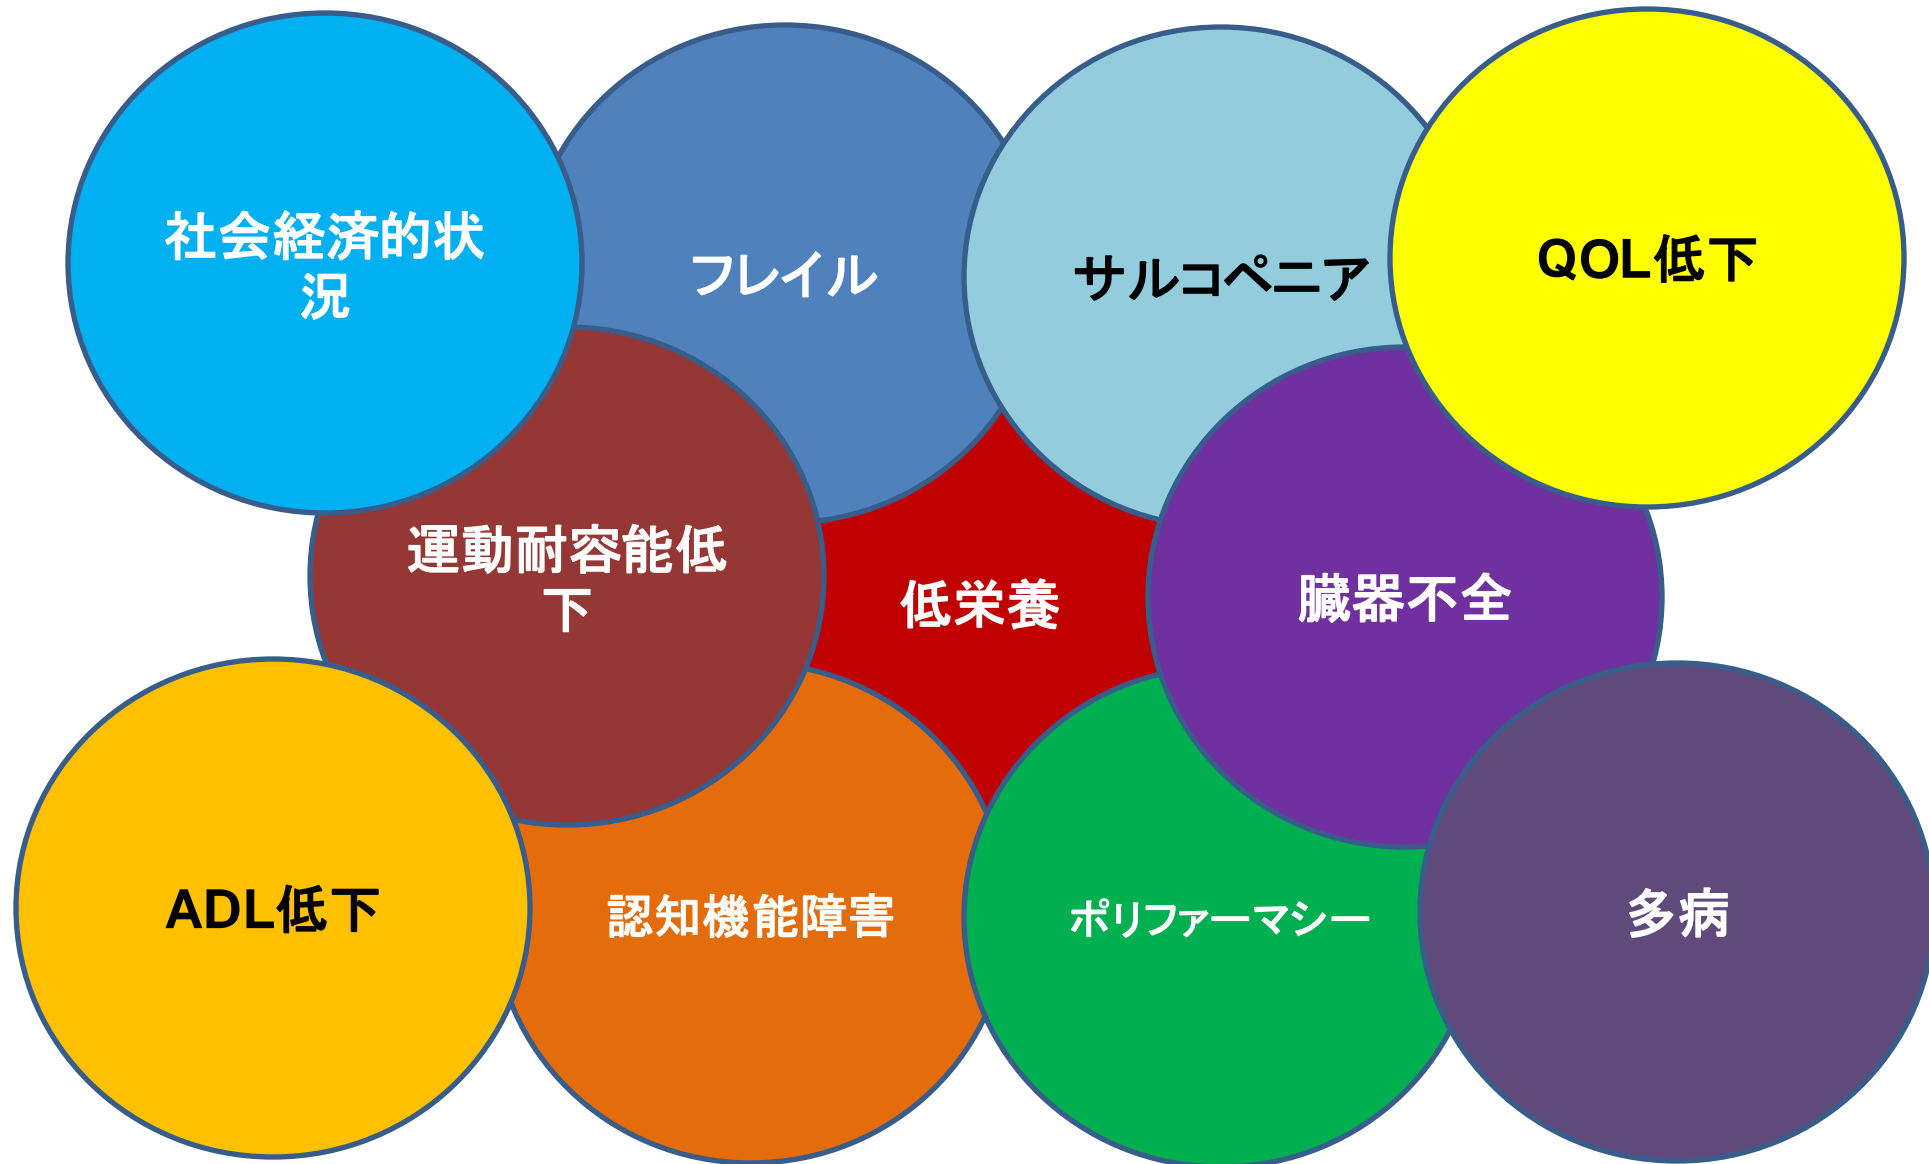 社会経済的状
況
フレイル
サルコペニア
QOL低下
運動耐容能低
下
低栄養
臓器不全
ADL低下
認知機能障害
ポリファーマシー
多病